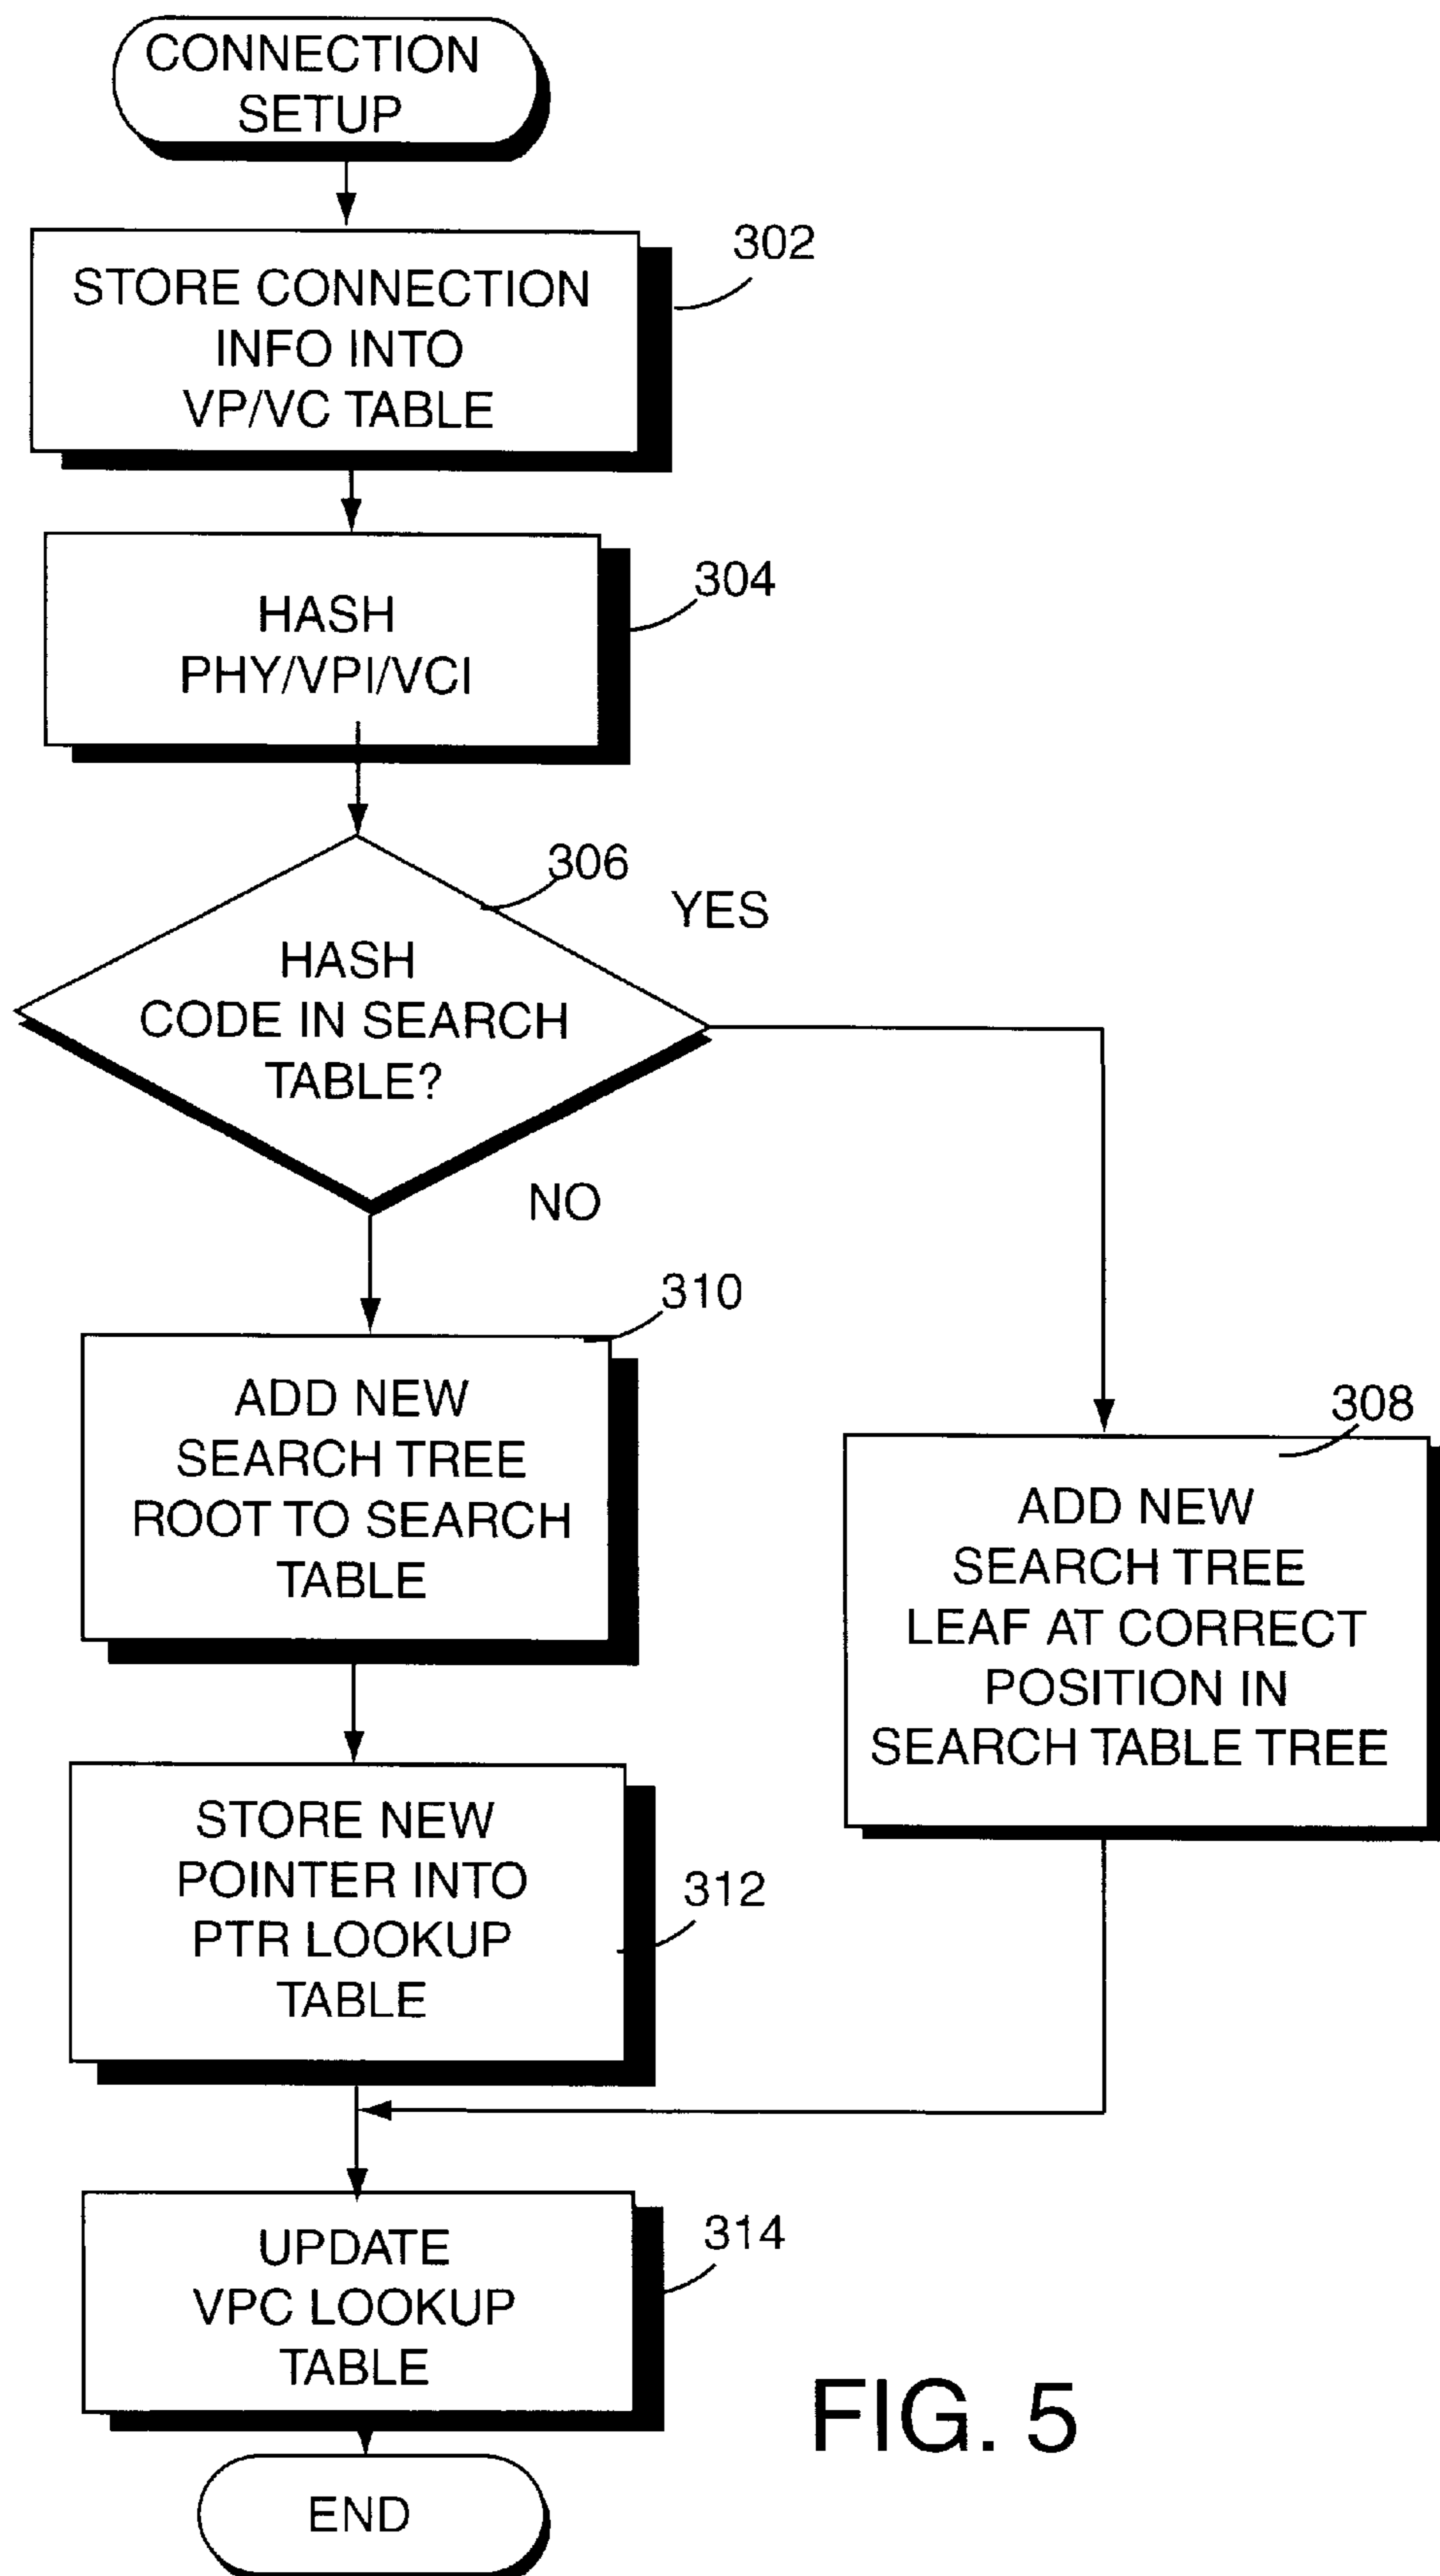 CONNECTION
SETUP
302
STORE CONNECTION
INFO INTO
VP/VC TABLE
304
HASH
PHY/VPI/VCI
306
YES
HASH
CODE IN SEARCH
TABLE?
NO
310
ADD NEW
SEARCH TREE
ROOT TO SEARCH
TABLE
308
ADD NEW
SEARCH TREE
LEAF AT CORRECT
POSITION IN
SEARCH TABLE TREE
STORE NEW
POINTER INTO
PTR LOOKUP
TABLE
312
314
UPDATE
VPC LOOKUP
TABLE
FIG. 5
END